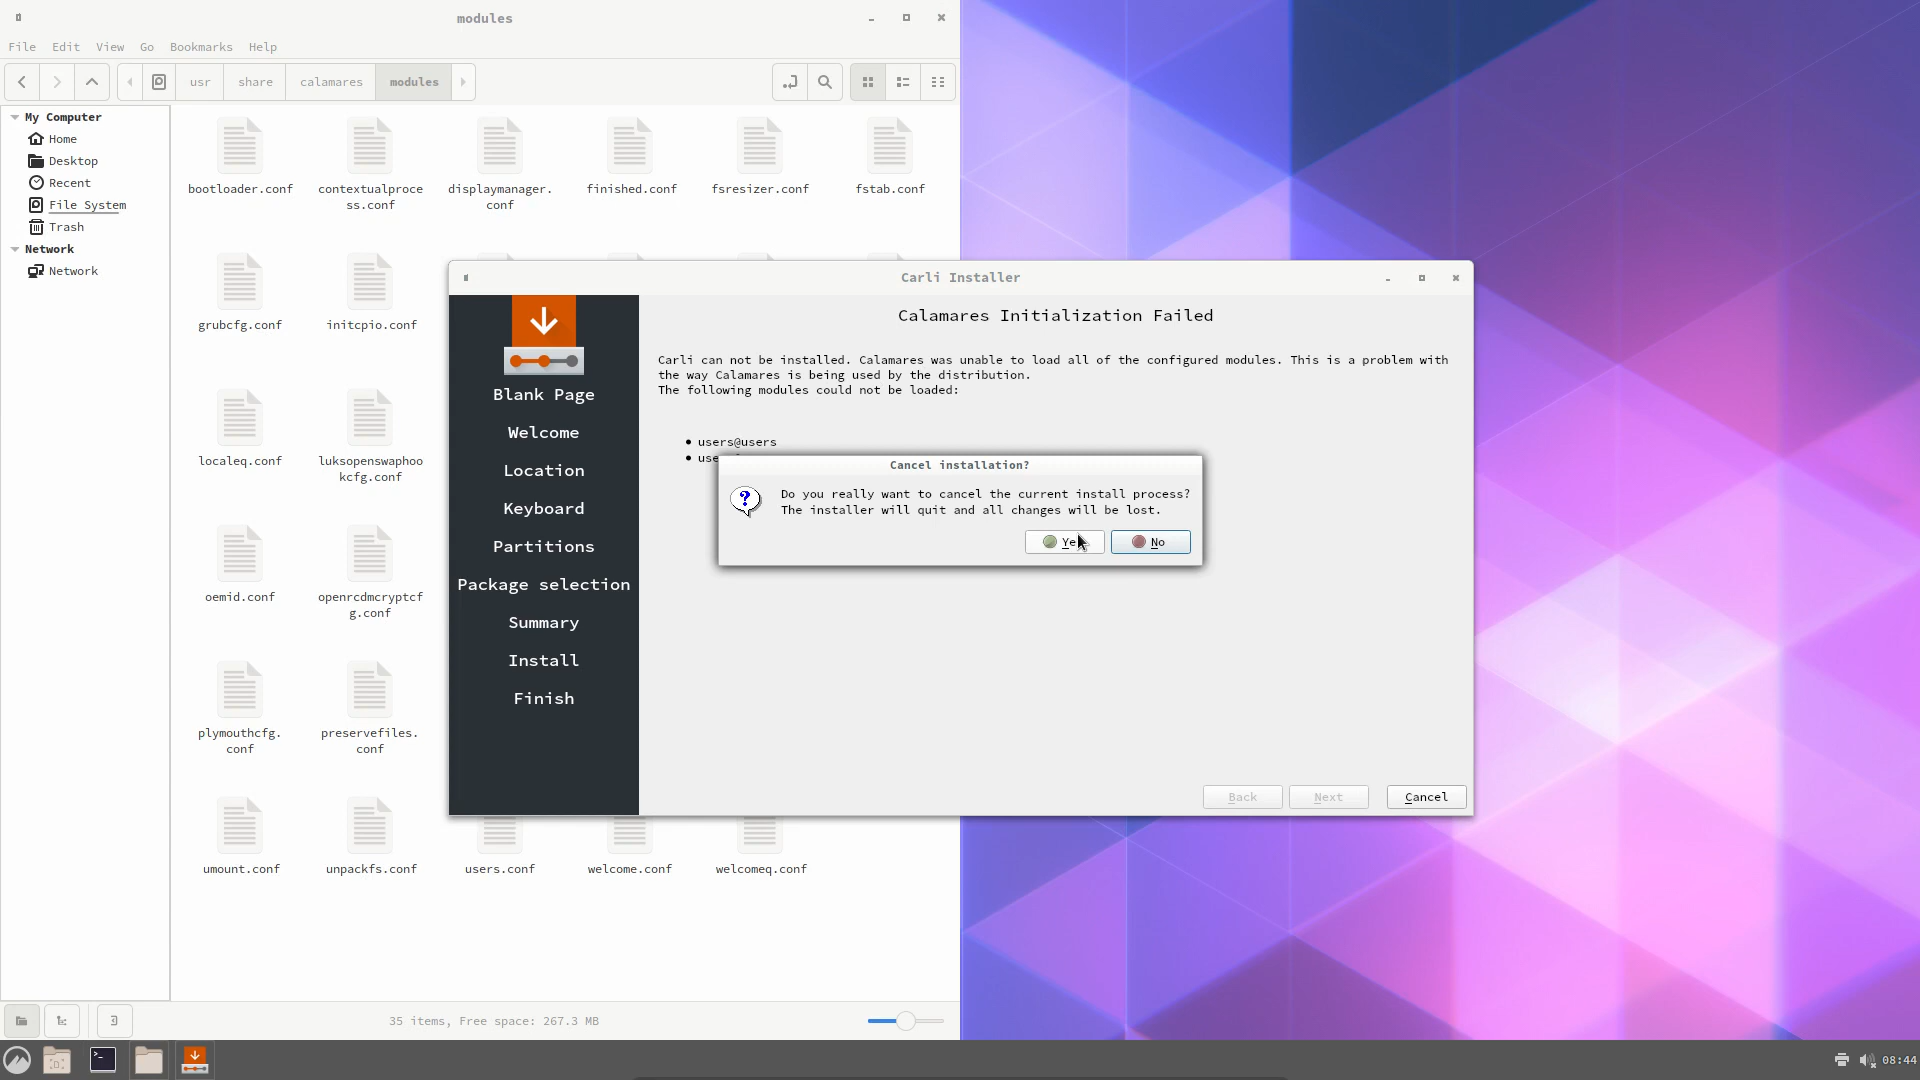 modules
File Edit View Go Bookmarks Help
usr share calamares modules
My Computer
Home
Desktop
Recent
File System
Trash
Network
Network
bootloader.conf
contextualproce
ss.conf
displaymanager.
conf
finished.conf
fsresizer.conf
fstab.conf
grubcfg.conf
initcpio.conf
localeq.conf
luksopenswaphoo
kcfg.conf
oemid.conf
openrcdmcryptcf
g.conf
plymouthcfg.
conf
preservefiles.
conf
umount.conf
unpackfs.conf
users.conf
welcome.conf
welcomeq.conf
35 items, Free space: 267.3 MB
Carli Installer
Blank Page
Welcome
Location
Keyboard
Partitions
Package selection
Summary
Install
Finish
Calamares Initialization Failed
Carli can not be installed. Calamares was unable to load all of the configured modules. This is a problem with
the way Calamares is being used by the distribution.
The following modules could not be loaded:
users@users
Cancel installation?
Do you really want to cancel the current install process?
The installer will quit and all changes will be lost.
No
Back Next Cancel
08:44